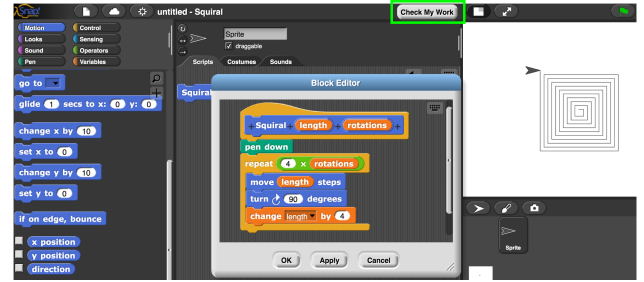 Snap!
untitled - Squiral
Check My Work
Motion Control
Looks Sensing
Sound Operators
Pen Variables
Sprite
draggable
Scripts Costumes Sounds
go to
glide 1 secs to x: 0 y: 0
change x by 10
set x to 0
change y by 10
set y to 0
if on edge, bounce
x position
y position
direction
Squiral
Block Editor
+ Squiral + length + rotations +
pen down
repeat 4 x rotations
move length steps
turn 90 degrees
change length by 4
OK Apply Cancel
Sprite